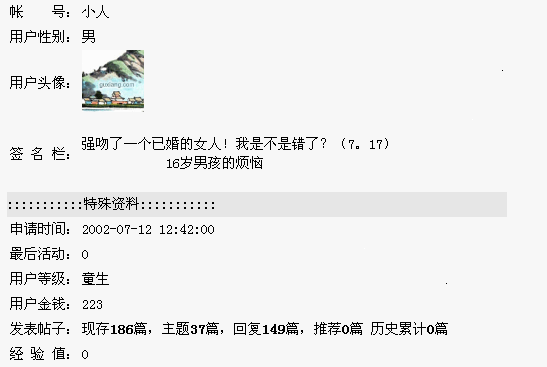 帐　　号：小人
用户性别：男
用户头像：
guxiang.com
签 名 栏：
强吻了一个已婚的女人！我是不是错了？（7。17）
16岁男孩的烦恼
:::::::::::特殊资料:::::::::::
申请时间：2002-07-12 12:42:00
最后活动：0
用户等级：童生
用户金钱：223
发表帖子：现存186篇，主题37篇，回复149篇，推荐0篇 历史累计0篇
经 验 值：0